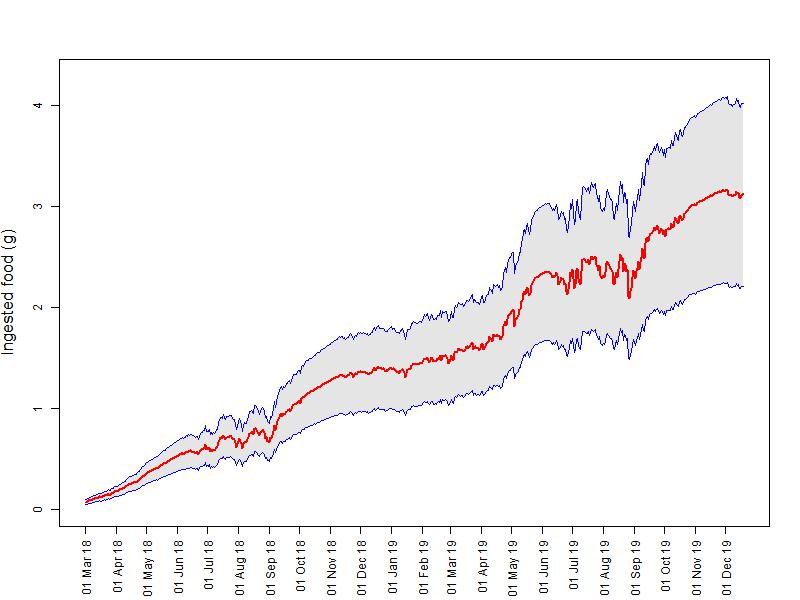 Ingested food (g)
4
3
2
1
0
01 Mar 18
01 Apr 18
01 May 18
01 Jun 18
01 Jul 18
01 Aug 18
01 Sep 18
01 Oct 18
01 Nov 18
01 Dec 18
01 Jan 19
01 Feb 19
01 Mar 19
01 Apr 19
01 May 19
01 Jun 19
01 Jul 19
01 Aug 19
01 Sep 19
01 Oct 19
01 Nov 19
01 Dec 19